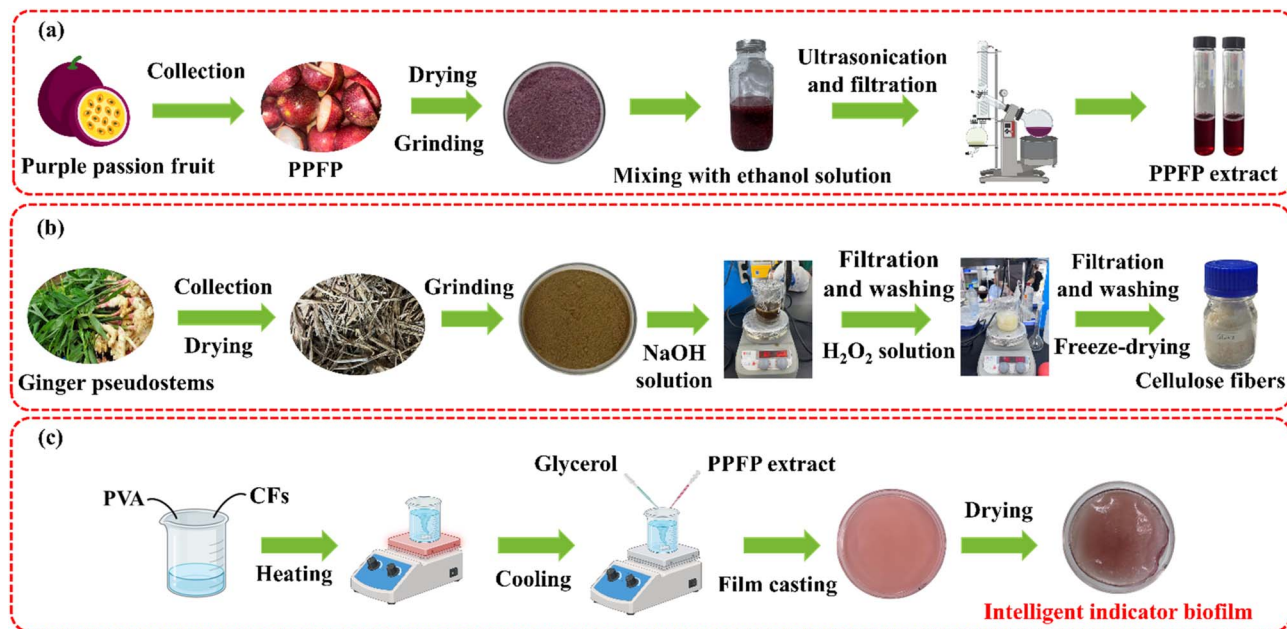 (a)
Collection
Drying
Grinding
Ultrasonication
and filtration
Purple passion fruit
PPFP
Mixing with ethanol solution
PPFP extract
(b)
Collection
Drying
Grinding
NaOH
solution
Filtration
and washing
H₂O₂ solution
Filtration
and washing
Freeze-drying
Ginger pseudostems
Cellulose fibers
(c)
PVA
CFs
Heating
Cooling
Glycerol
PPFP extract
Film casting
Drying
Intelligent indicator biofilm